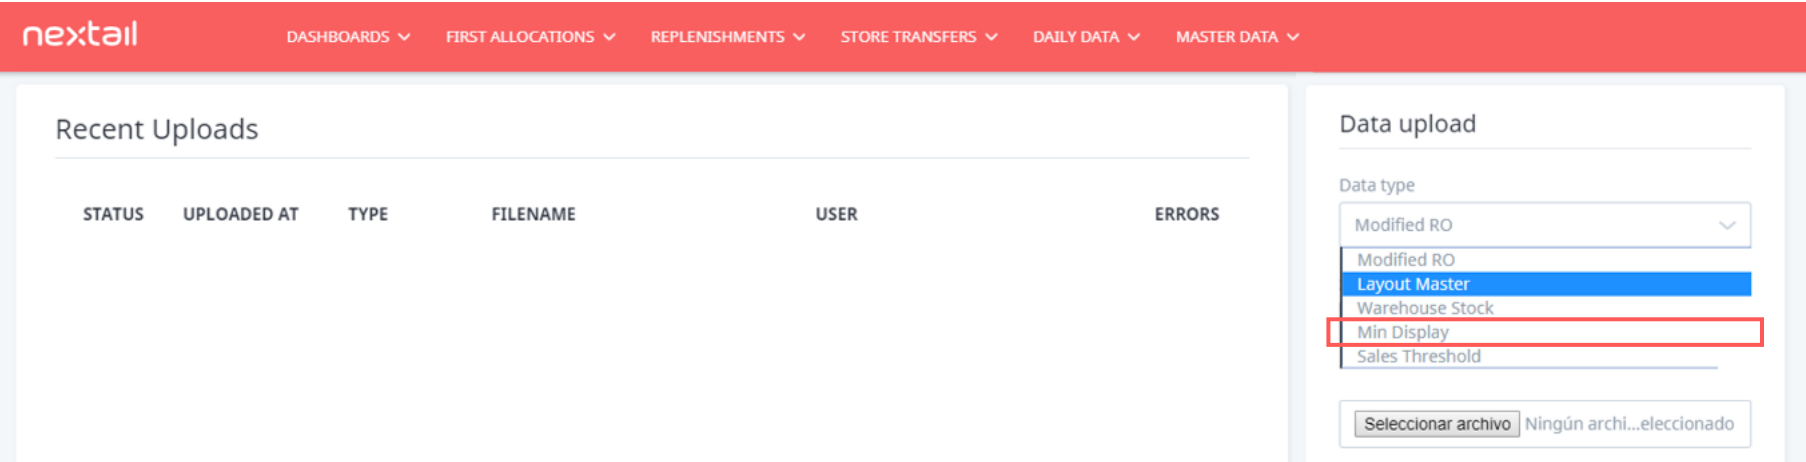 nextail DASHBOARDS FIRST ALLOCATIONS REPLENISHMENTS STORE TRANSFERS DAILY DATA MASTER DATA
Recent Uploads
STATUS UPLOADED AT TYPE FILENAME USER ERRORS
Data upload
Data type
Modified RO
Modified RO
Layout Master
Warehouse Stock
Min Display
Sales Threshold
Seleccionar archivo Ningún archi...eleccionado